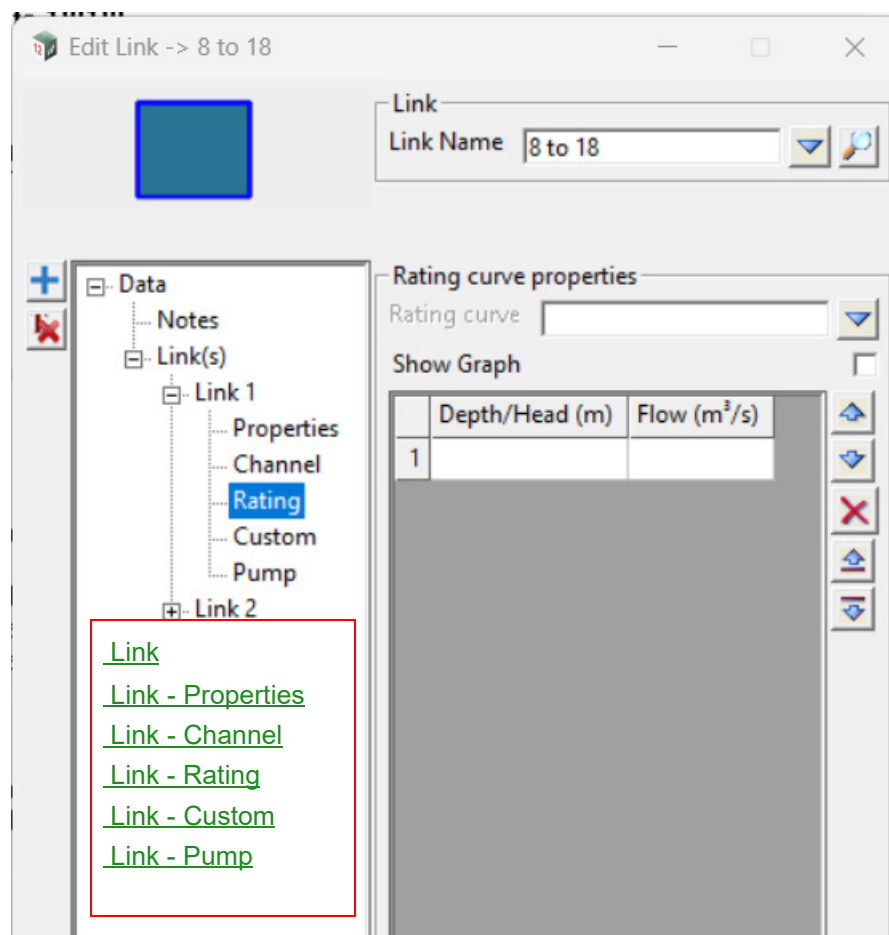 Edit Link -> 8 to 18
Link
Link Name 8 to 18
Data
Notes
Link(s)
Link 1
Properties
Channel
Rating
Custom
Pump
Link 2
Link
Link - Properties
Link - Channel
Link - Rating
Link - Custom
Link - Pump
Rating curve properties
Rating curve
Show Graph
Depth/Head (m) Flow (m³/s)
1